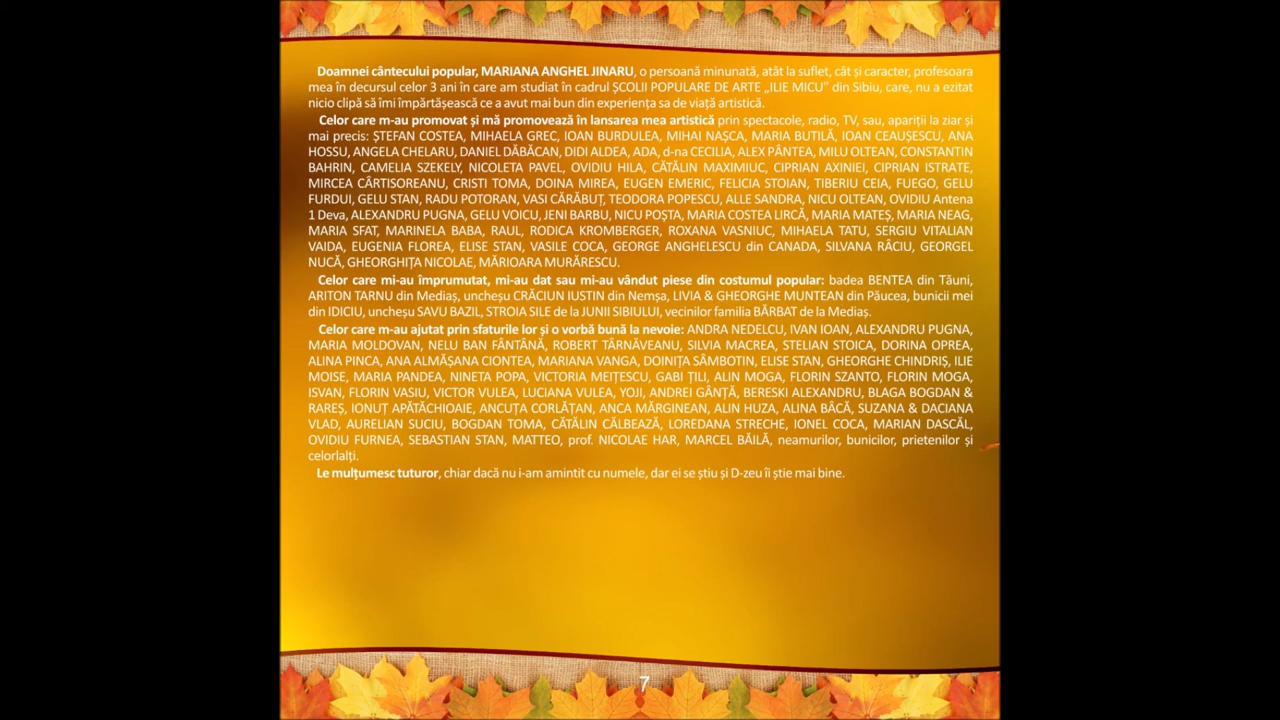 Doamnei cântecului popular, MARIANA ANGHEL JINARU, o persoană minunată, atât la suflet, cât și caracter, profesoara
mea în decursul celor 3 ani în care am studiat în cadrul ȘCOLII POPULARE DE ARTE „ILIE MICU” din Sibiu, care, nu a ezitat
nicio clipă să îmi împărtășească ce a avut mai bun din experiența sa de viață artistică.
Celor care m-au promovat și mă promovează în lansarea mea artistică prin spectacole, radio, TV, sau, apariții la ziar și
mai precis: ȘTEFAN COSTEA, MIHAELA GREC, IOAN BURDULEA, MIHAI NAȘCA, MARIA BUTILĂ, IOAN CEAUȘESCU, ANA
HOSSU, ANGELA CHELARU, DANIEL DĂBĂCAN, DIDI ALDEA, ADA, d-na CECILIA, ALEX PÂNTEA, MILU OLTEAN, CONSTANTIN
BAHRIN, CAMELIA SZEKELY, NICOLETA PAVEL, OVIDIU HILA, CĂTĂLIN MAXIMIUC, CIPRIAN AXINIEI, CIPRIAN ISTRATE,
MIRCEA CÂRTISOREANU, CRISTI TOMA, DOINA MIREA, EUGEN EMERIC, FELICIA STOIAN, TIBERIU CEIA, FUEGO, GELU
FURDUI, GELU STAN, RADU POTORAN, VASI CĂRĂBUȚ, TEODORA POPESCU, ALLE SANDRA, NICU OLTEAN, OVIDIU Antena
1 Deva, ALEXANDRU PUGNA, GELU VOICU, JENI BARBU, NICU POȘTA, MARIA COSTEA LIRCĂ, MARIA MATEȘ, MARIA NEAG,
MARIA SFAT, MARINELA BABA, RAUL, RODICA KROMBERGER, ROXANA VASNIUC, MIHAELA TATU, SERGIU VITALIAN
VAIDA, EUGENIA FLOREA, ELISE STAN, VASILE COCA, GEORGE ANGHELESCU din CANADA, SILVANA RÂCIU, GEORGEL
NUCĂ, GHEORGHIȚA NICOLAE, MĂRIOARA MURĂRESCU.
Celor care mi-au împrumutat, mi-au dat sau mi-au vândut piese din costumul popular: badea BENTEA din Tăuni,
ARITON TARNU din Mediaș, uncheșu CRĂCIUN IUSTIN din Nemșa, LIVIA & GHEORGHE MUNTEAN din Păucea, bunicii mei
din IDICIU, uncheșu SAVU BAZIL, STROIA SILE de la JUNII SIBIULUI, vecinilor familia BĂRBAT de la Mediaș.
Celor care m-au ajutat prin sfaturile lor și o vorbă bună la nevoie: ANDRA NEDELCU, IVAN IOAN, ALEXANDRU PUGNA,
MARIA MOLDOVAN, NELU BAN FÂNTÂNĂ, ROBERT TÂRNĂVEANU, SILVIA MACREA, STELIAN STOICA, DORINA OPREA,
ALINA PINCA, ANA ALMĂȘANA CIONTEA, MARIANA VANGA, DOINIȚA SÂMBOTIN, ELISE STAN, GHEORGHE CHINDRIȘ, ILIE
MOISE, MARIA PANDEA, NINETA POPA, VICTORIA MEIȚESCU, GABI ȚILI, ALIN MOGA, FLORIN SZANTO, FLORIN MOGA,
ISVAN, FLORIN VASIU, VICTOR VULEA, LUCIANA VULEA, YOJI, ANDREI GÂNȚĂ, BERESKI ALEXANDRU, BLAGA BOGDAN &
RAREȘ, IONUȚ APĂTĂCHIOAIE, ANCUȚA CORLĂȚAN, ANCA MĂRGINEAN, ALIN HUZA, ALINA BÂCĂ, SUZANA & DACIANA
VLAD, AURELIAN SUCIU, BOGDAN TOMA, CĂTĂLIN CĂLBEAZĂ, LOREDANA STRECHE, IONEL COCA, MARIAN DASCĂL,
OVIDIU FURNEA, SEBASTIAN STAN, MATTEO, prof. NICOLAE HAR, MARCEL BĂILĂ, neamurilor, bunicilor, prietenilor și
celorlalți.
Le mulțumesc tuturor, chiar dacă nu i-am amintit cu numele, dar ei se știu și D-zeu îi știe mai bine.
7